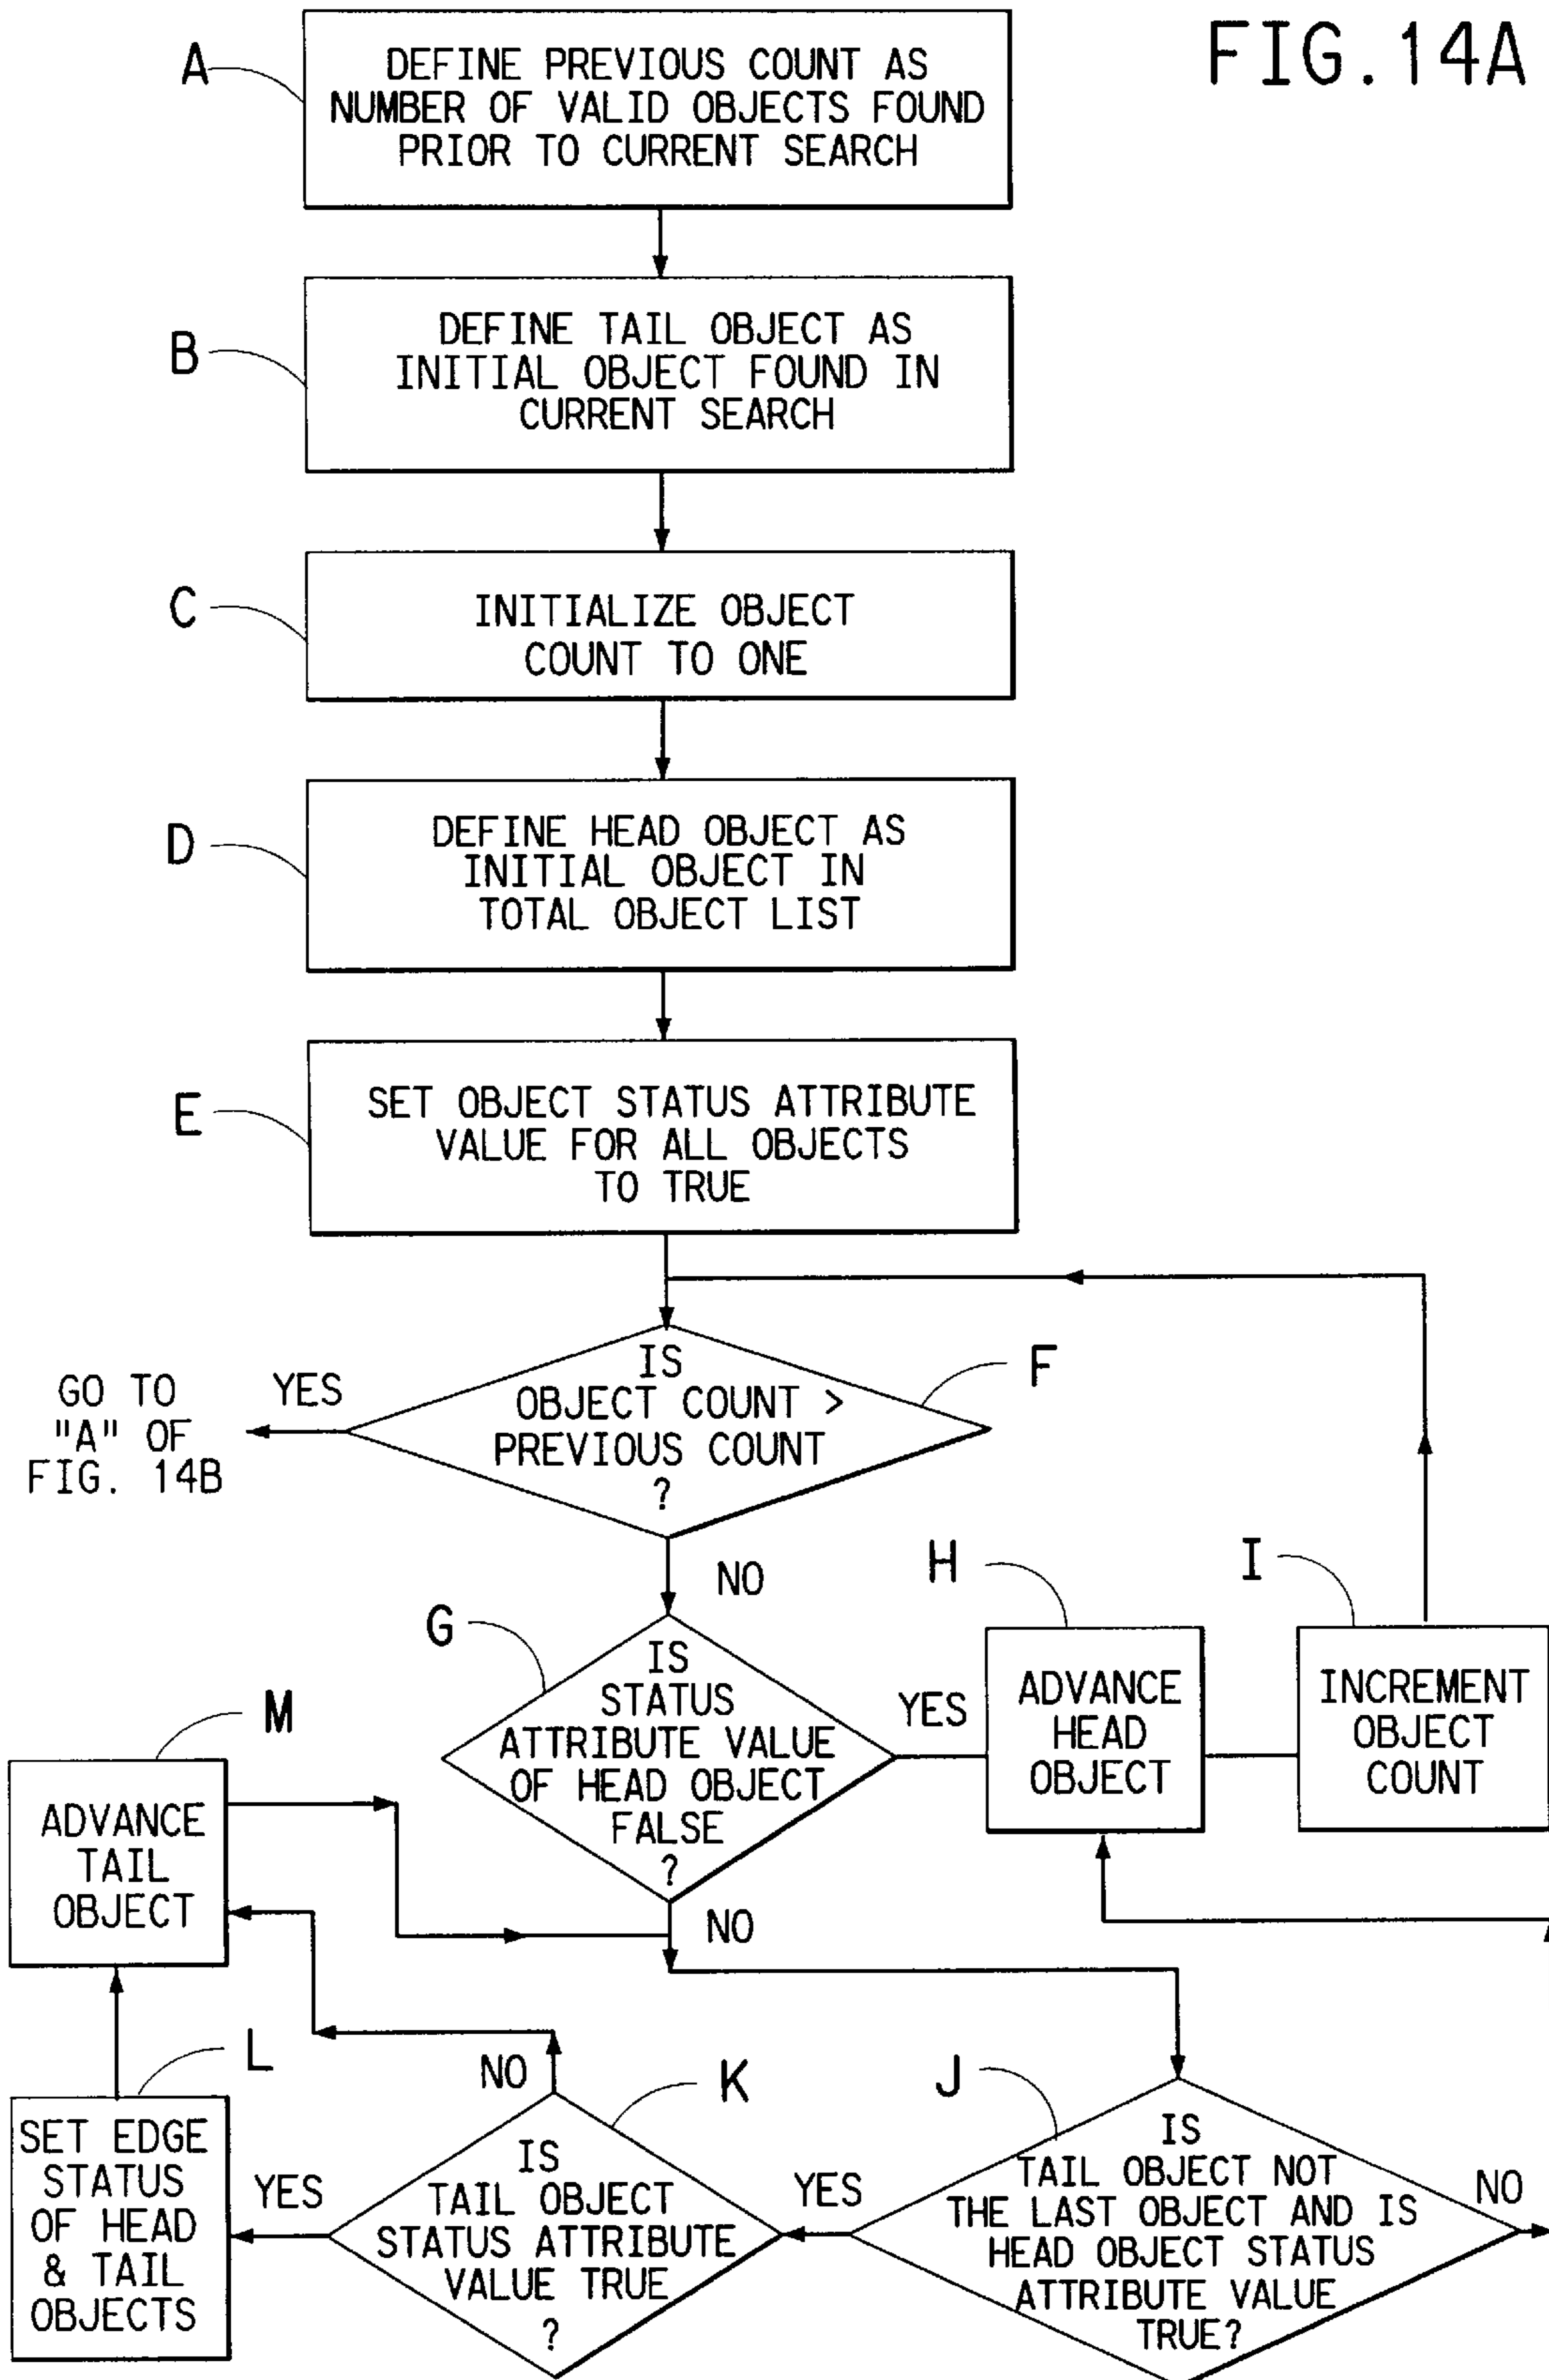 FIG. 14A
A
DEFINE PREVIOUS COUNT AS
NUMBER OF VALID OBJECTS FOUND
PRIOR TO CURRENT SEARCH
B
DEFINE TAIL OBJECT AS
INITIAL OBJECT FOUND IN
CURRENT SEARCH
C
INITIALIZE OBJECT
COUNT TO ONE
D
DEFINE HEAD OBJECT AS
INITIAL OBJECT IN
TOTAL OBJECT LIST
E
SET OBJECT STATUS ATTRIBUTE
VALUE FOR ALL OBJECTS
TO TRUE
F
IS
OBJECT COUNT >
PREVIOUS COUNT
?
YES
GO TO
"A" OF
FIG. 14B
NO
G
IS
STATUS
ATTRIBUTE VALUE
OF HEAD OBJECT
FALSE
?
YES
H
ADVANCE
HEAD
OBJECT
I
INCREMENT
OBJECT
COUNT
NO
M
ADVANCE
TAIL
OBJECT
J
IS
TAIL OBJECT NOT
THE LAST OBJECT AND IS
HEAD OBJECT STATUS
ATTRIBUTE VALUE
TRUE?
NO
YES
K
IS
TAIL OBJECT
STATUS ATTRIBUTE
VALUE TRUE
?
NO
YES
L
SET EDGE
STATUS
OF HEAD
& TAIL
OBJECTS